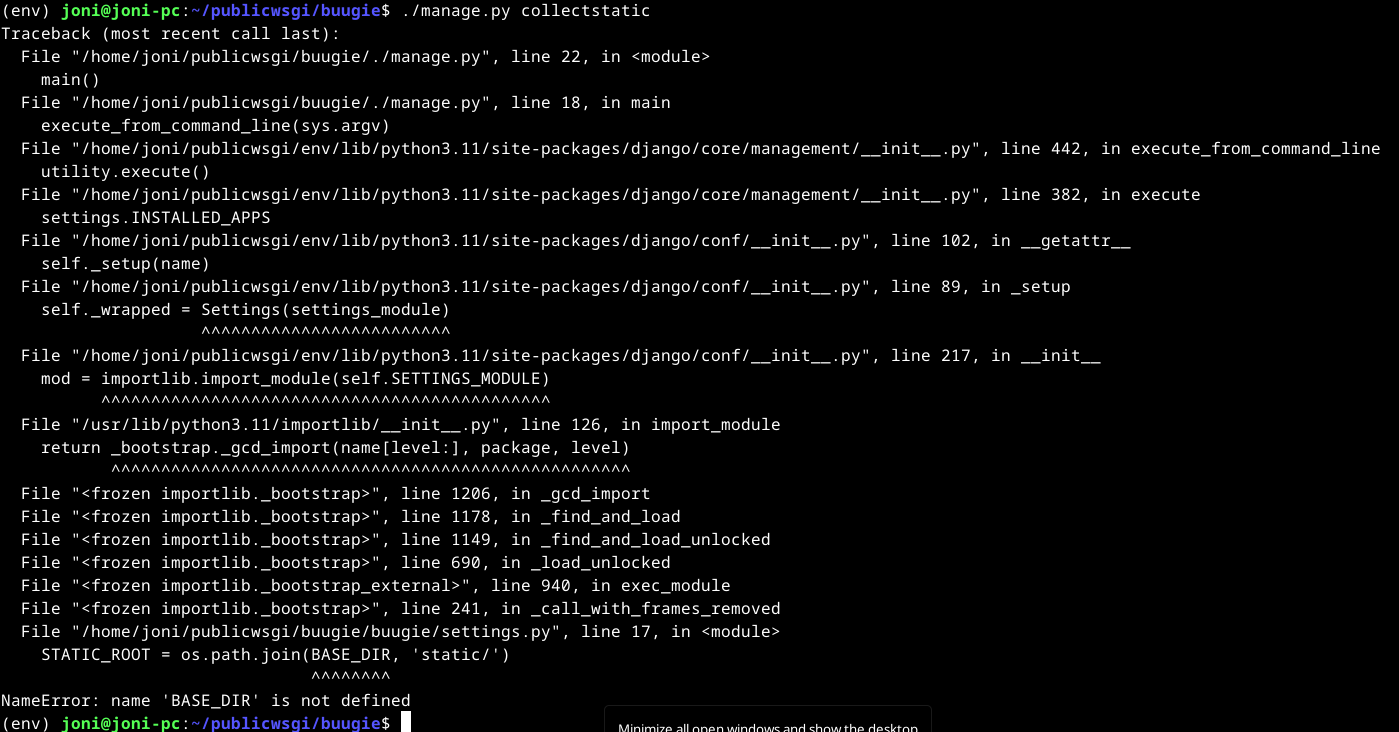 (env) joni@joni-pc:~/publicwsgi/buugie$ ./manage.py collectstatic
Traceback (most recent call last):
  File "/home/joni/publicwsgi/buugie/./manage.py", line 22, in <module>
    main()
  File "/home/joni/publicwsgi/buugie/./manage.py", line 18, in main
    execute_from_command_line(sys.argv)
  File "/home/joni/publicwsgi/env/lib/python3.11/site-packages/django/core/management/__init__.py", line 442, in execute_from_command_line
    utility.execute()
  File "/home/joni/publicwsgi/env/lib/python3.11/site-packages/django/core/management/__init__.py", line 382, in execute
    settings.INSTALLED_APPS
  File "/home/joni/publicwsgi/env/lib/python3.11/site-packages/django/conf/__init__.py", line 102, in __getattr__
    self._setup(name)
  File "/home/joni/publicwsgi/env/lib/python3.11/site-packages/django/conf/__init__.py", line 89, in _setup
    self._wrapped = Settings(settings_module)
                    ^^^^^^^^^^^^^^^^^^^^^^^^^
  File "/home/joni/publicwsgi/env/lib/python3.11/site-packages/django/conf/__init__.py", line 217, in __init__
    mod = importlib.import_module(self.SETTINGS_MODULE)
          ^^^^^^^^^^^^^^^^^^^^^^^^^^^^^^^^^^^^^^^^^^^^^
  File "/usr/lib/python3.11/importlib/__init__.py", line 126, in import_module
    return _bootstrap._gcd_import(name[level:], package, level)
           ^^^^^^^^^^^^^^^^^^^^^^^^^^^^^^^^^^^^^^^^^^^^^^^^^^^^
  File "<frozen importlib._bootstrap>", line 1206, in _gcd_import
  File "<frozen importlib._bootstrap>", line 1178, in _find_and_load
  File "<frozen importlib._bootstrap>", line 1149, in _find_and_load_unlocked
  File "<frozen importlib._bootstrap>", line 690, in _load_unlocked
  File "<frozen importlib._bootstrap_external>", line 940, in exec_module
  File "<frozen importlib._bootstrap>", line 241, in _call_with_frames_removed
  File "/home/joni/publicwsgi/buugie/buugie/settings.py", line 17, in <module>
    STATIC_ROOT = os.path.join(BASE_DIR, 'static/')
                               ^^^^^^^^
NameError: name 'BASE_DIR' is not defined
(env) joni@joni-pc:~/publicwsgi/buugie$
Minimize all open windows and show the desktop